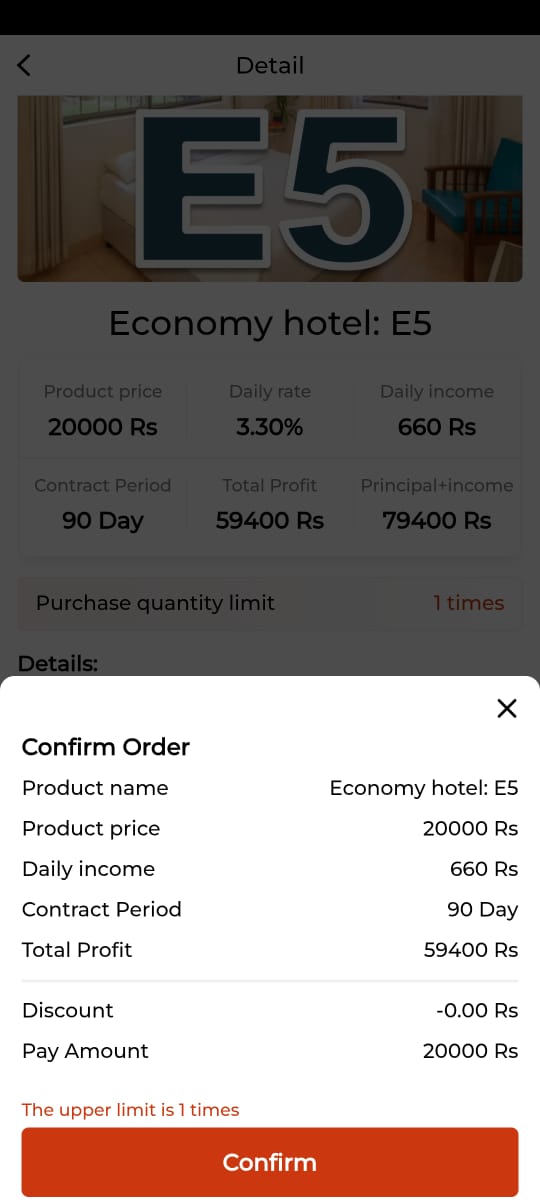 Detail
E5
Economy hotel: E5
Product price Daily rate Daily income
20000 Rs 3.30% 660 Rs
Contract Period Total Profit Principal+income
90 Day 59400 Rs 79400 Rs
Purchase quantity limit 1 times
Details:
Confirm Order
Product name Economy hotel: E5
Product price 20000 Rs
Daily income 660 Rs
Contract Period 90 Day
Total Profit 59400 Rs
Discount -0.00 Rs
Pay Amount 20000 Rs
The upper limit is 1 times
Confirm